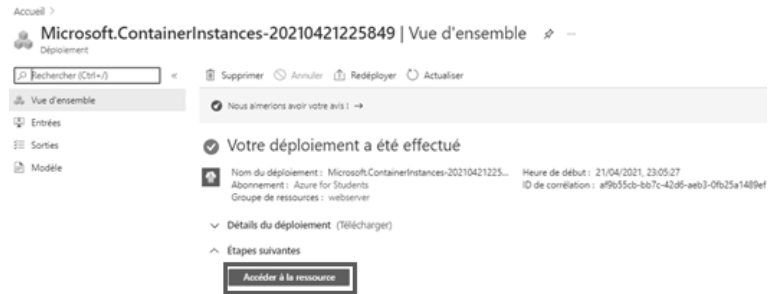 Accueil >
Microsoft.ContainerInstances-20210421225849 | Vue d'ensemble
Déploiement
Rechercher (Ctrl+/)
«
Supprimer Annuler Redéployer Actualiser
Vue d'ensemble
Entrées
Sorties
Modèle
Nous aimerions avoir votre avis ! →
Votre déploiement a été effectué
Nom du déploiement : Microsoft.ContainerInstances-20210421225... Heure de début : 21/04/2021, 23:05:27
Abonnement : Azure for Students ID de corrélation : af9b55cb-bb7c-42d6-aeb3-0fb25a1489ef
Groupe de ressources : webserver
Détails du déploiement (Télécharger)
Étapes suivantes
Accéder à la ressource